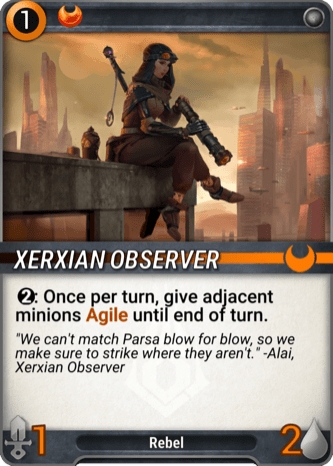 1
XERXIAN OBSERVER
2: Once per turn, give adjacent
minions Agile until end of turn.
"We can't match Parsa blow for blow, so we
make sure to strike where they aren't." -Alai,
Xerxian Observer
1
Rebel
2